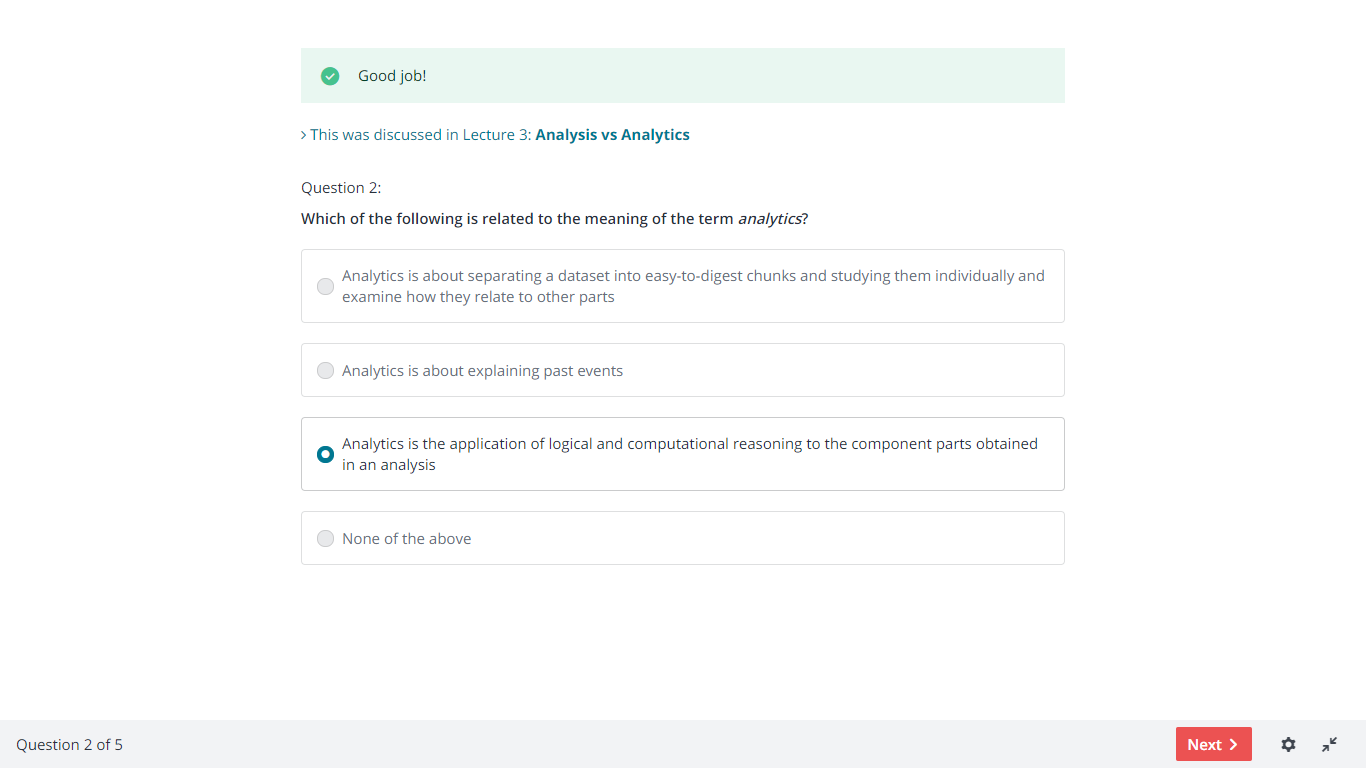 Good job!
> This was discussed in Lecture 3: Analysis vs Analytics
Question 2:
Which of the following is related to the meaning of the term analytics?
Analytics is about separating a dataset into easy-to-digest chunks and studying them individually and
examine how they relate to other parts
Analytics is about explaining past events
Analytics is the application of logical and computational reasoning to the component parts obtained
in an analysis
None of the above
Question 2 of 5
Next >